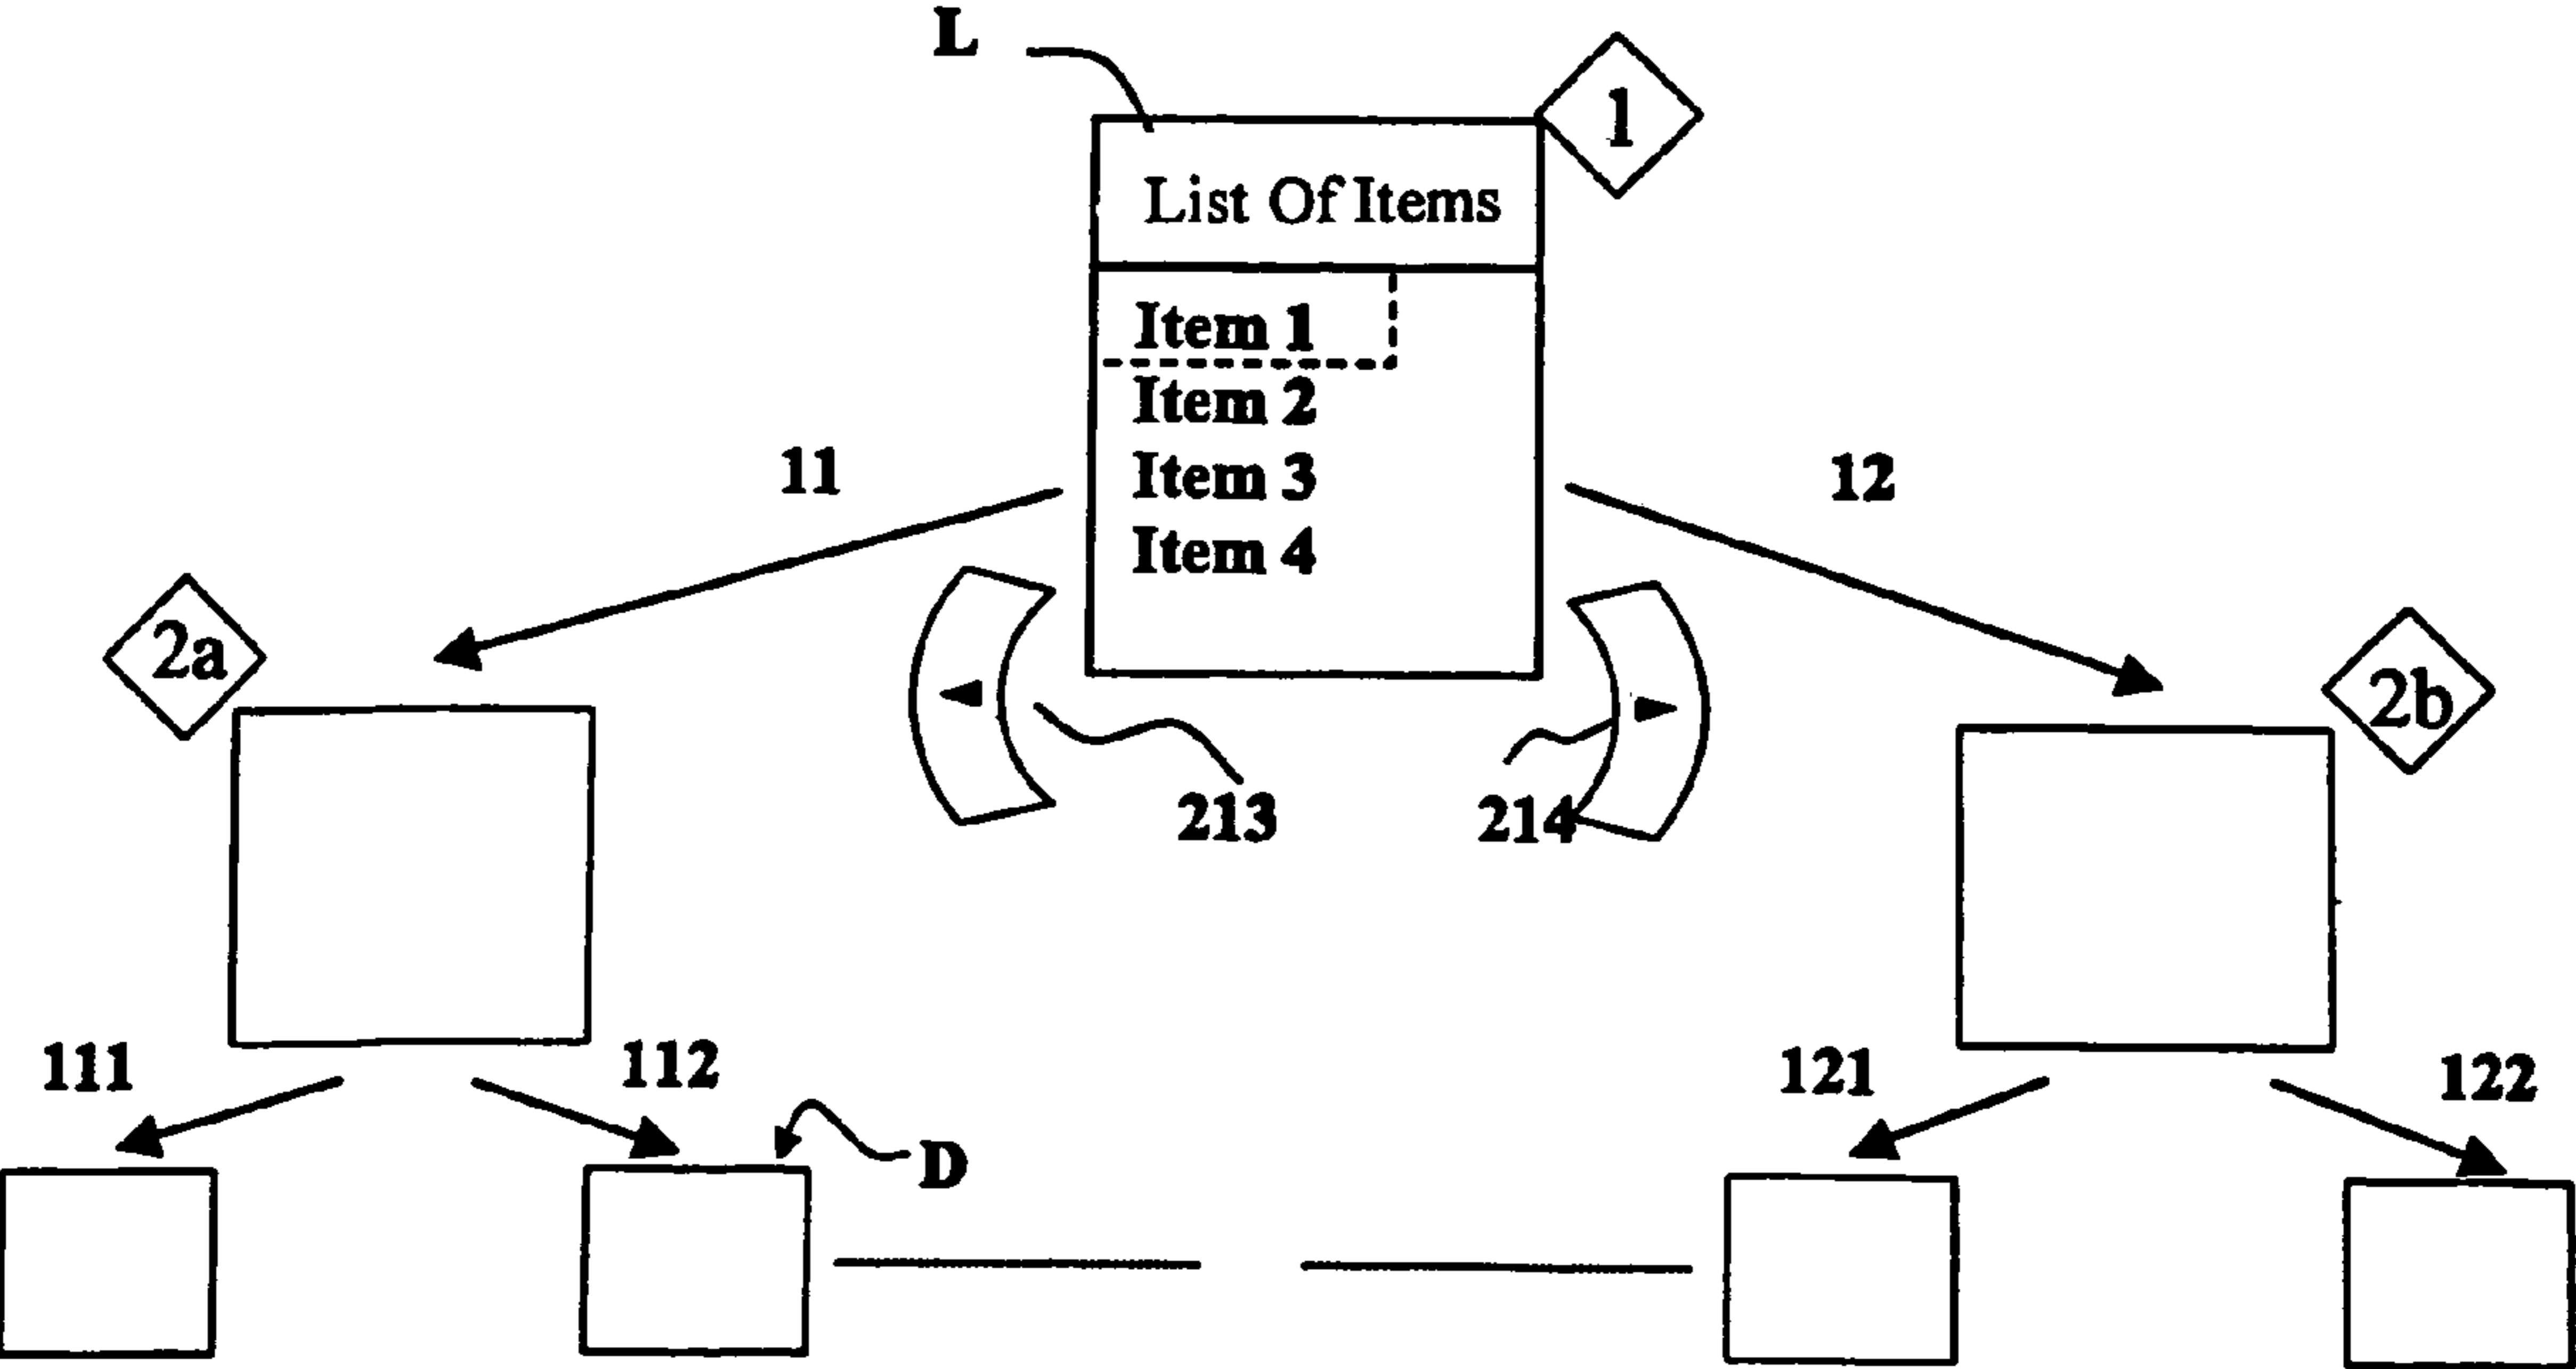 L
1
List Of Items
Item 1
Item 2
Item 3
Item 4
11
12
2a
2b
213
214
111
112
121
122
D